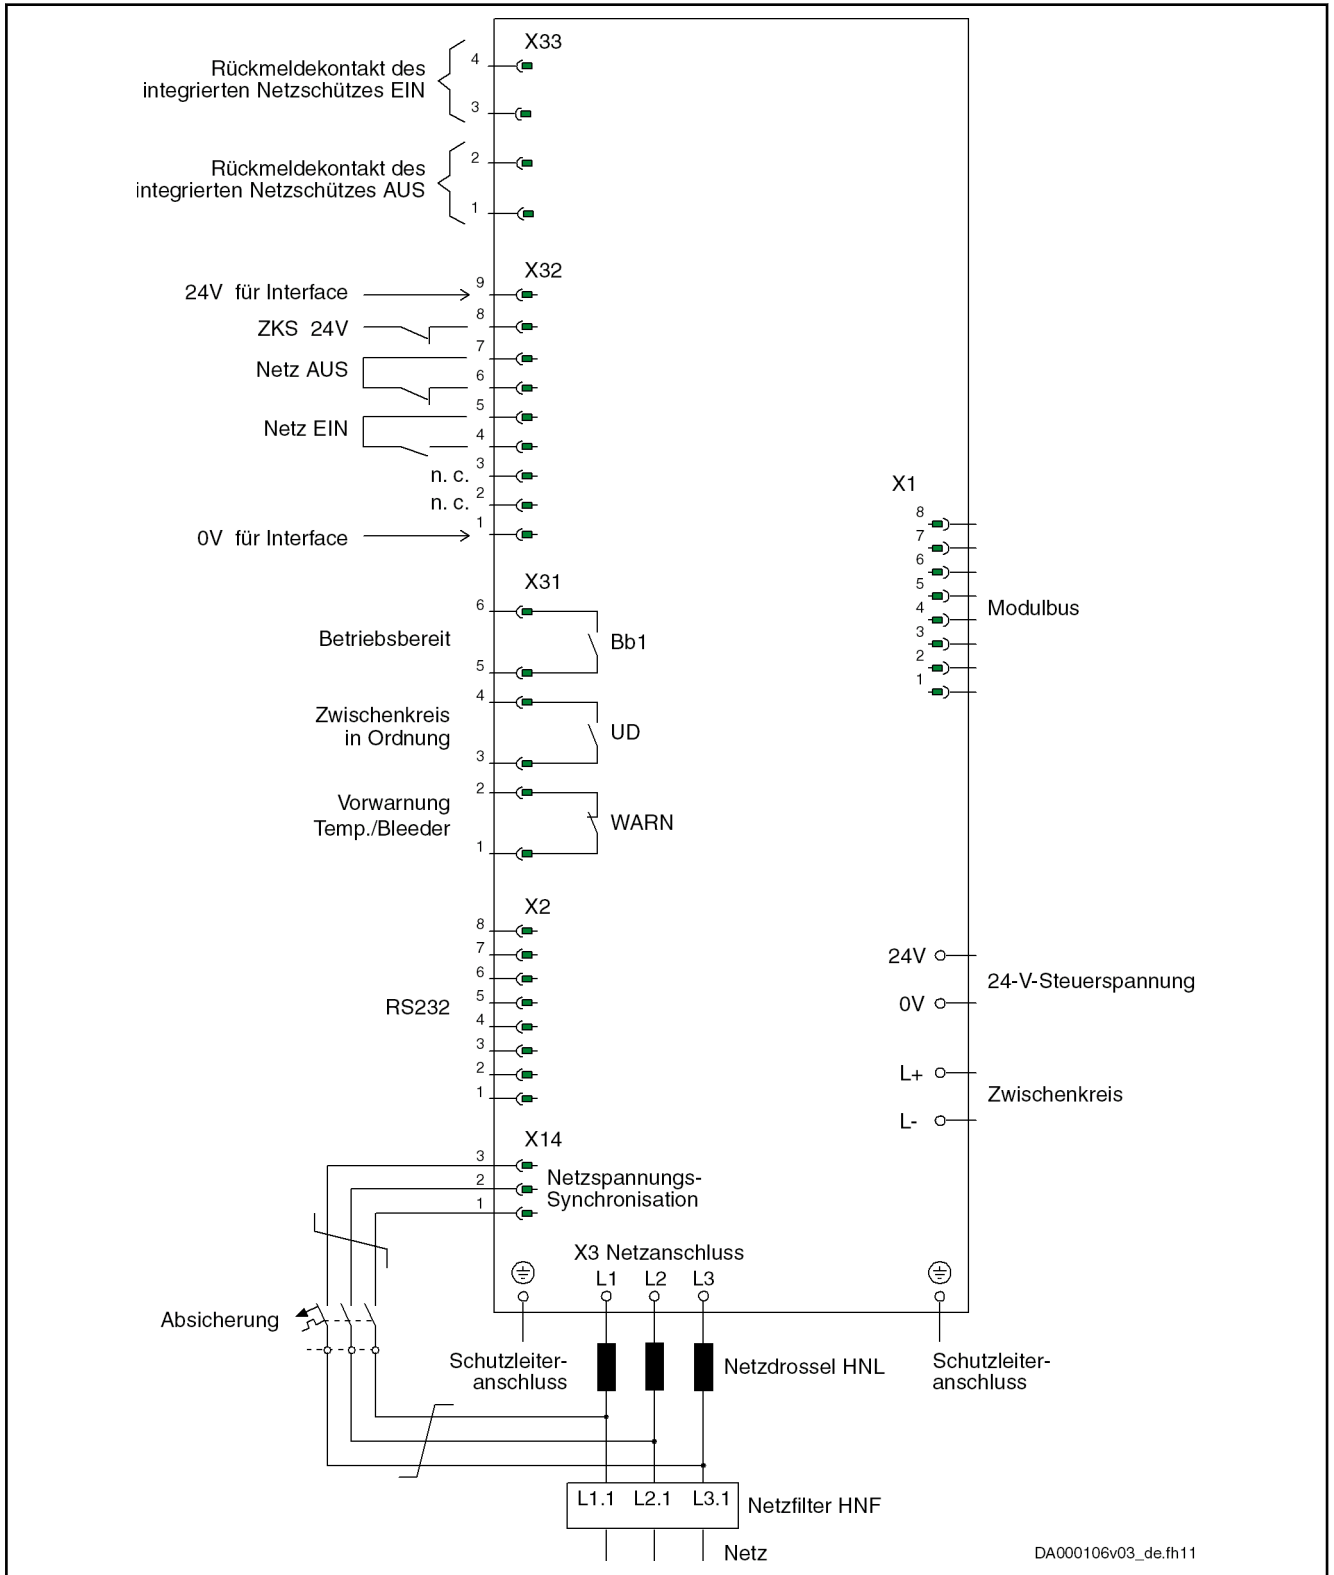 X33
4
Rückmeldekontakt des
integrierten Netzschützes EIN
3
2
Rückmeldekontakt des
integrierten Netzschützes AUS
1
X32
9
24V für Interface
8
ZKS 24V
7
Netz AUS
6
5
Netz EIN
4
3
n. c.
2
n. c.
1
0V für Interface
X1
8
7
6
5
4
3
2
1
Modulbus
X31
6
Betriebsbereit
Bb1
5
4
Zwischenkreis
in Ordnung
UD
3
2
Vorwarnung
Temp./Bleeder
WARN
1
X2
8
7
6
5
RS232
4
3
2
1
24V
24-V-Steuerspannung
0V
L+
Zwischenkreis
L-
X14
3
2
1
Netzspannungs-
Synchronisation
X3 Netzanschluss
L1 L2 L3
Absicherung
Schutzleiter-
anschluss
Netzdrossel HNL
Schutzleiter-
anschluss
L1.1 L2.1 L3.1
Netzfilter HNF
Netz
DA000106v03_de.fh11